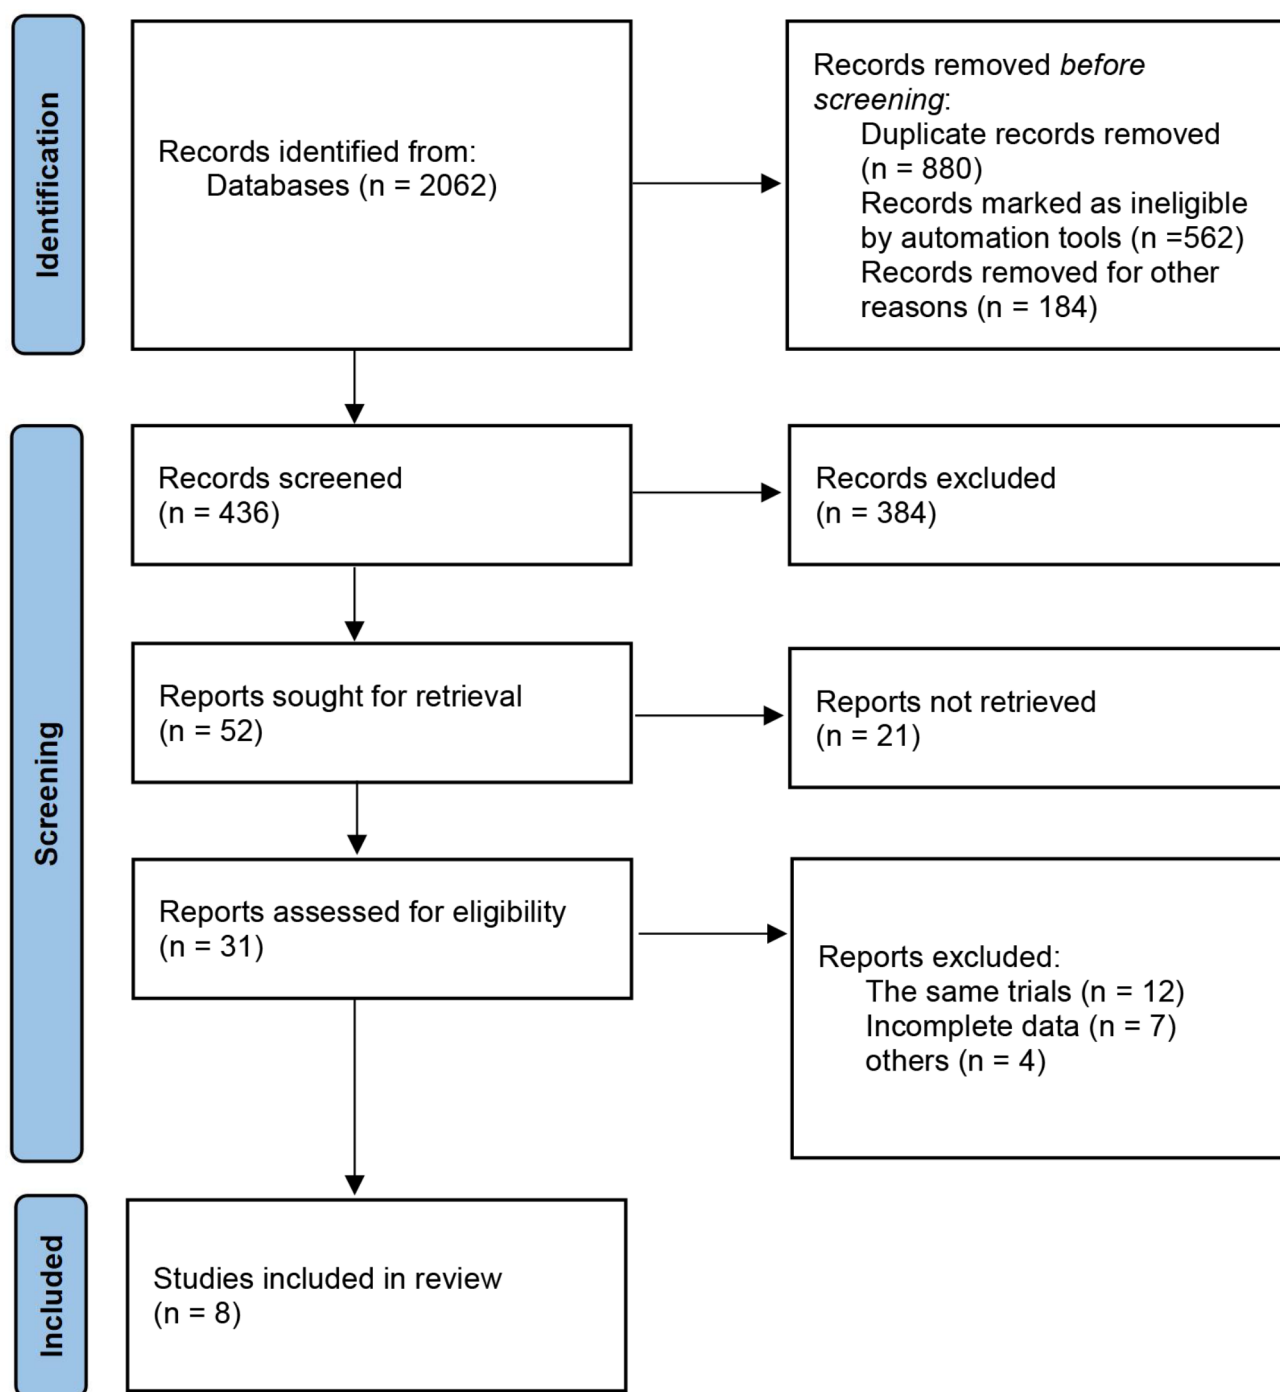 Identification
Records identified from:
Databases (n = 2062)
Records removed before
screening:
Duplicate records removed
(n = 880)
Records marked as ineligible
by automation tools (n =562)
Records removed for other
reasons (n = 184)
Screening
Records screened
(n = 436)
Records excluded
(n = 384)
Reports sought for retrieval
(n = 52)
Reports not retrieved
(n = 21)
Reports assessed for eligibility
(n = 31)
Reports excluded:
The same trials (n = 12)
Incomplete data (n = 7)
others (n = 4)
Included
Studies included in review
(n = 8)